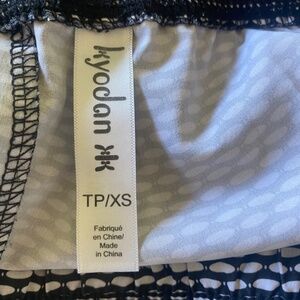 kyodan
TP/XS
Fabriqué
en Chine/
Made
in China